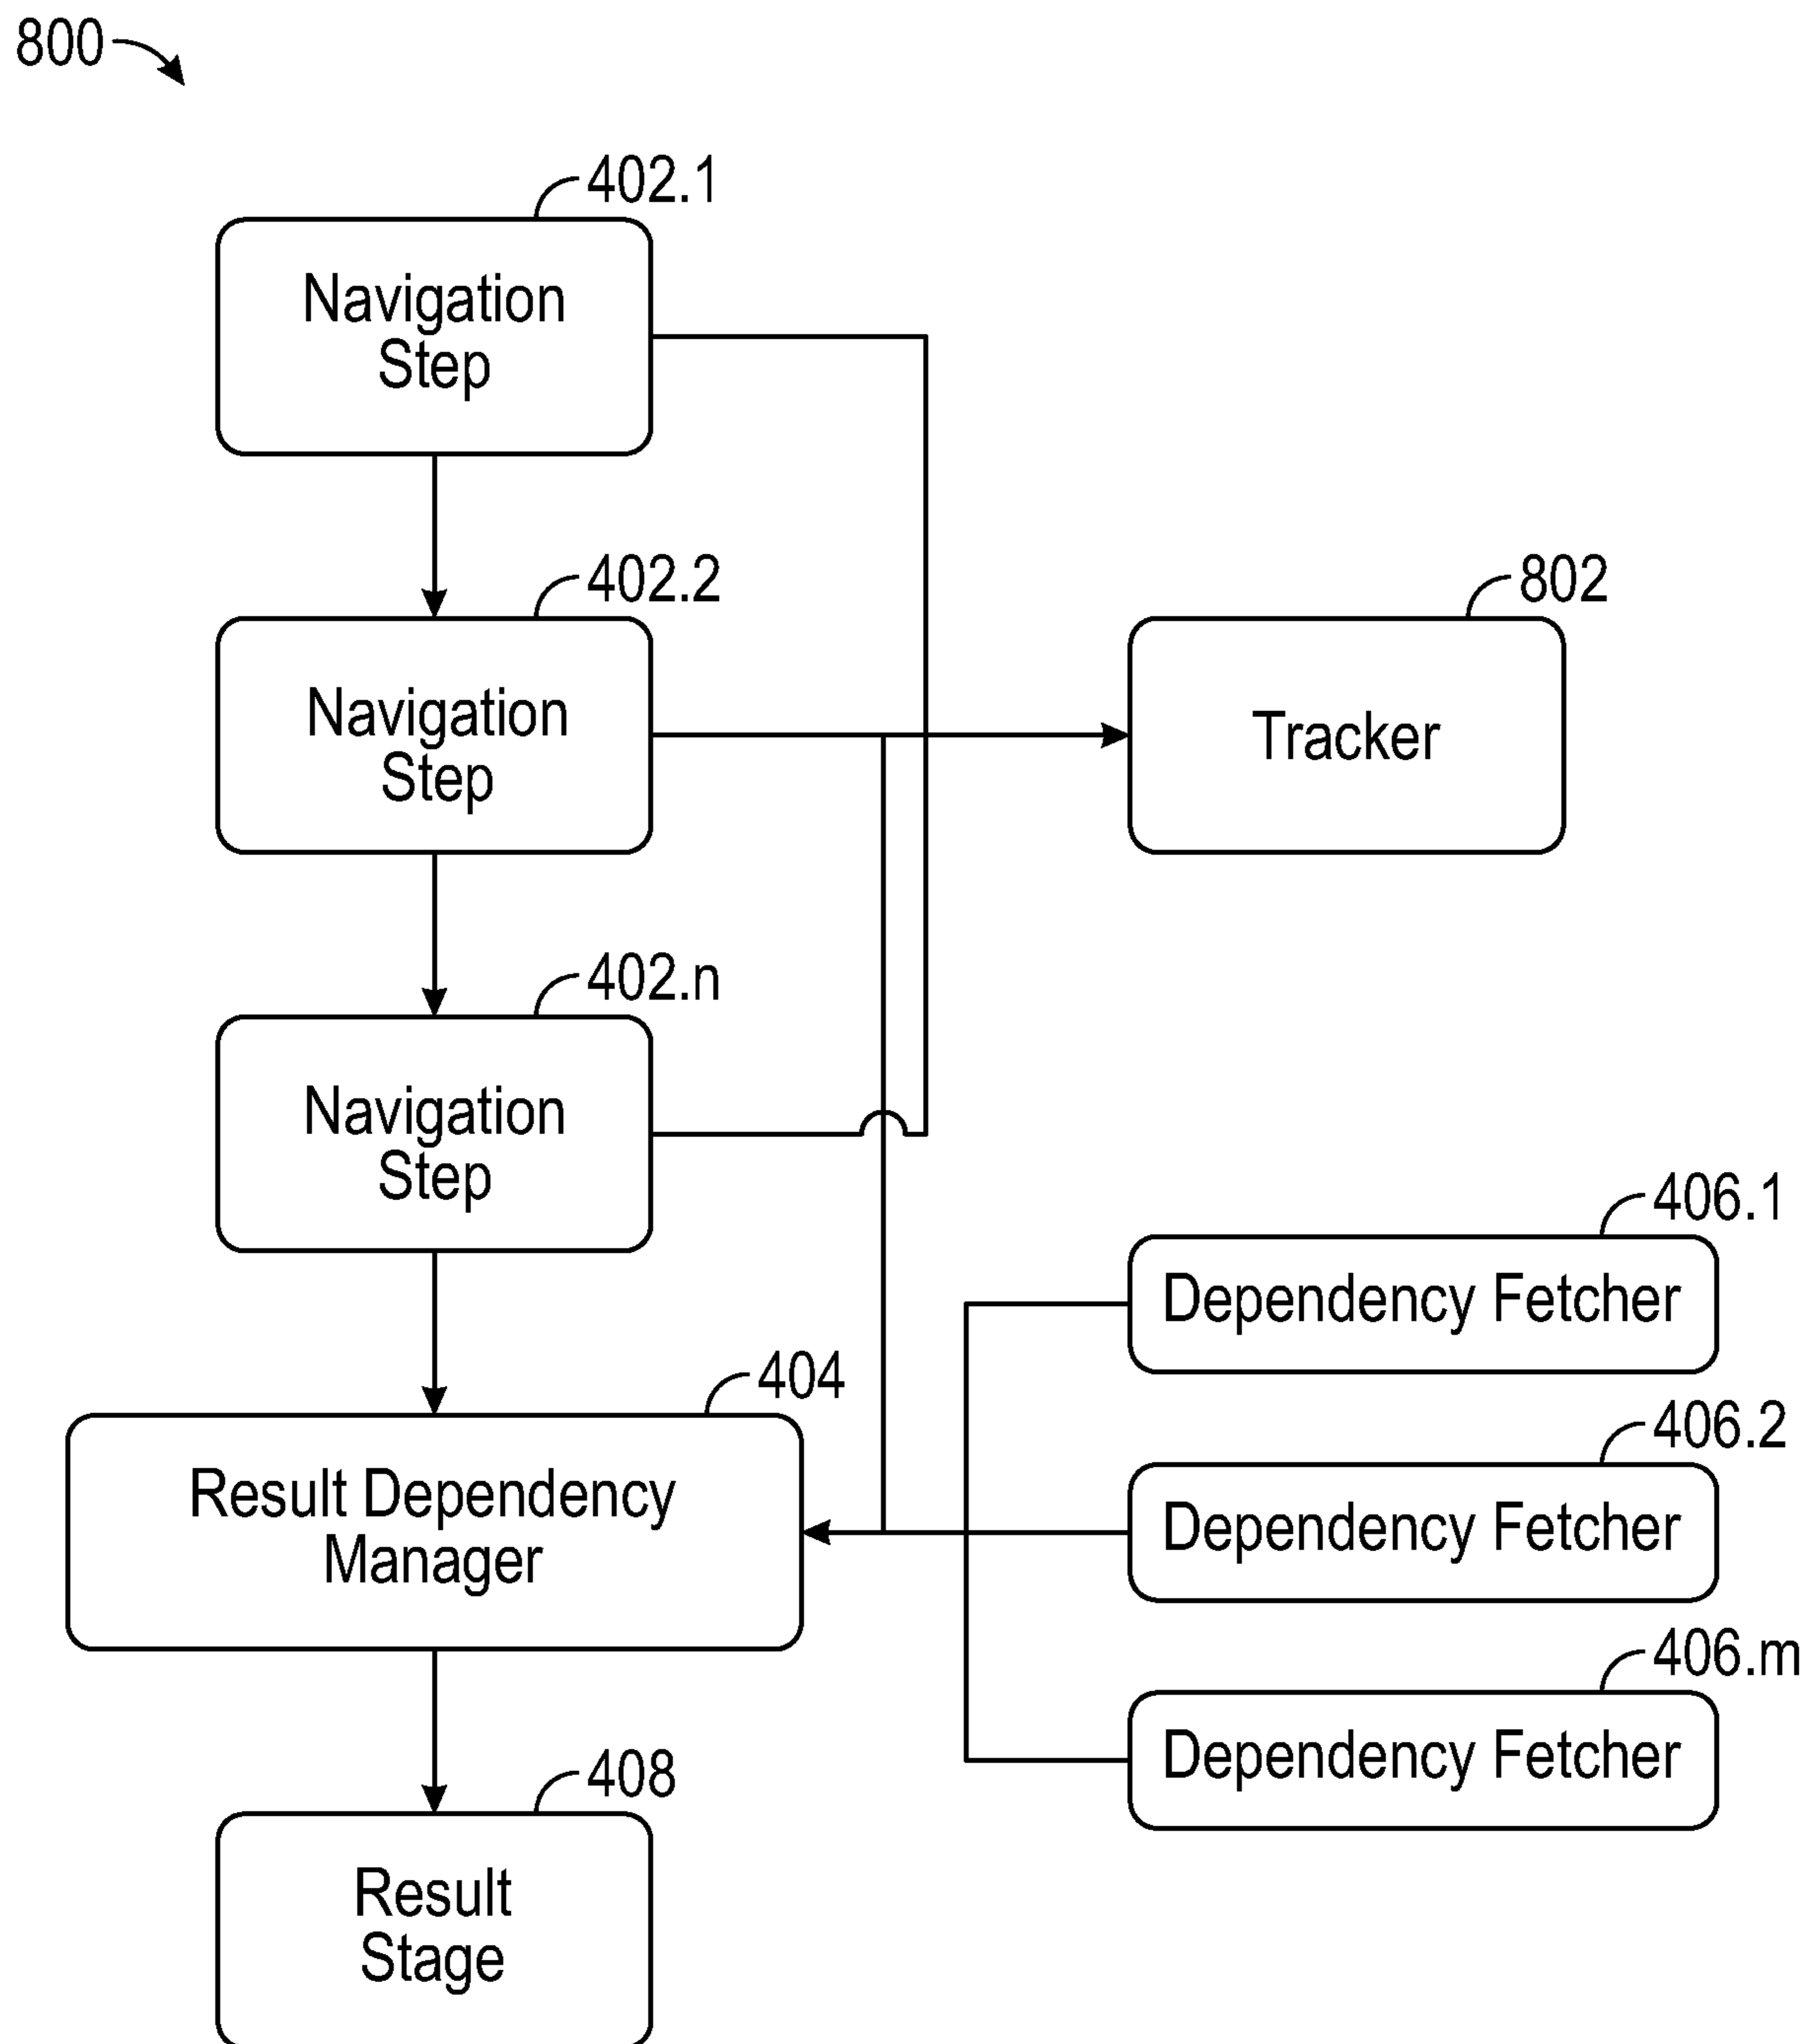 800
402.1
Navigation
Step
402.2
802
Navigation
Step
Tracker
402.n
Navigation
Step
406.1
Dependency Fetcher
404
406.2
Result Dependency
Manager
Dependency Fetcher
406.m
Dependency Fetcher
408
Result
Stage